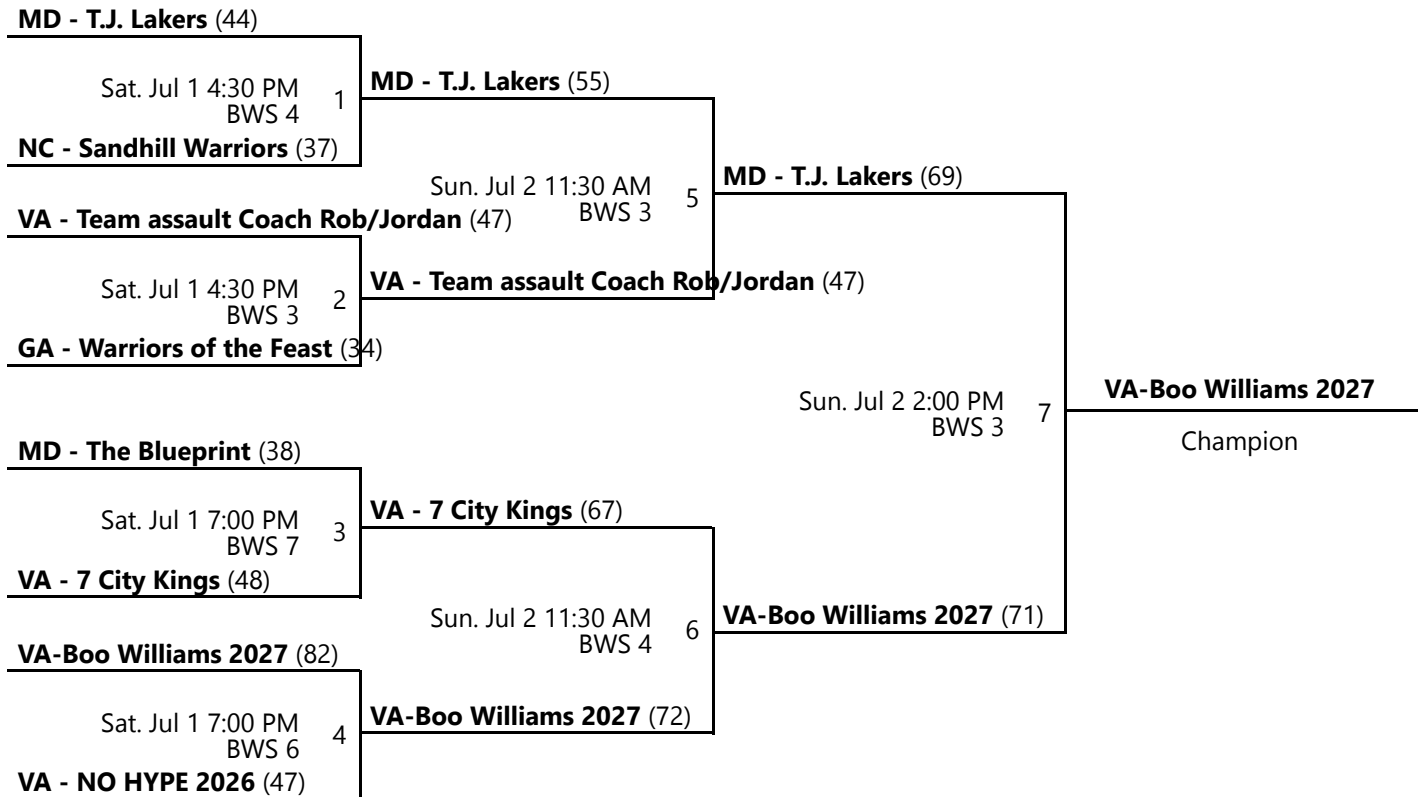 MD - T.J. Lakers (44)
Sat. Jul 1 4:30 PM
BWS 4
1
NC - Sandhill Warriors (37)
MD - T.J. Lakers (55)
VA - Team assault Coach Rob/Jordan (47)
Sat. Jul 1 4:30 PM
BWS 3
2
GA - Warriors of the Feast (34)
Sun. Jul 2 11:30 AM
BWS 3
5
VA - Team assault Coach Rob/Jordan (47)
MD - T.J. Lakers (69)
MD - The Blueprint (38)
Sat. Jul 1 7:00 PM
BWS 7
3
VA - 7 City Kings (48)
VA - 7 City Kings (67)
VA-Boo Williams 2027 (82)
Sat. Jul 1 7:00 PM
BWS 6
4
VA - NO HYPE 2026 (47)
Sun. Jul 2 11:30 AM
BWS 4
6
VA-Boo Williams 2027 (72)
VA-Boo Williams 2027 (71)
Sun. Jul 2 2:00 PM
BWS 3
7
VA-Boo Williams 2027
Champion